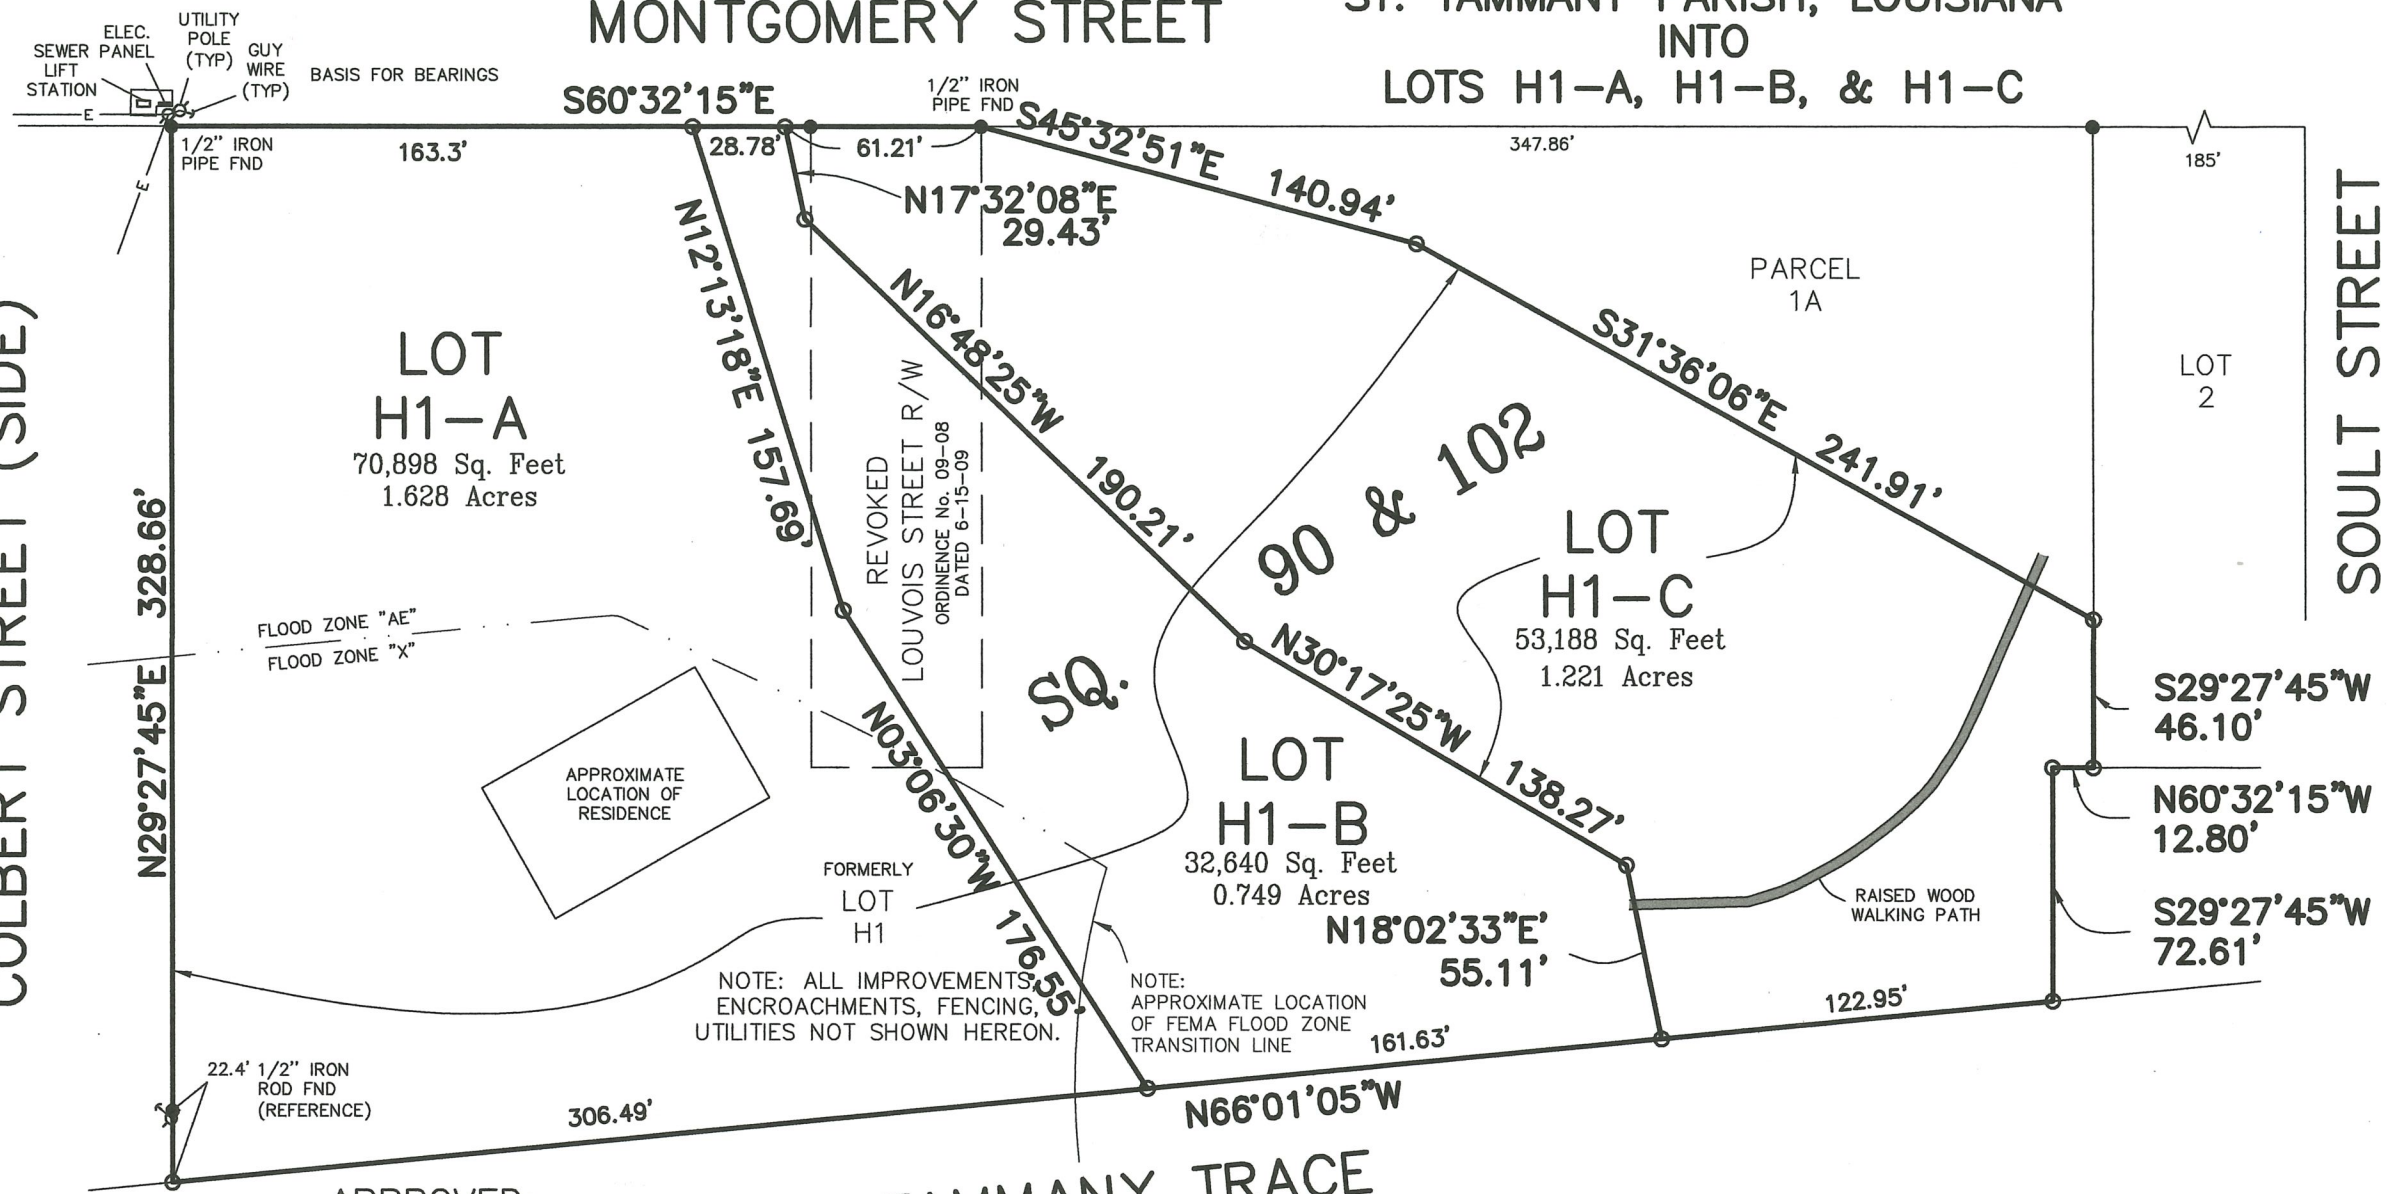 MONTGOMERY STREET
ST. TAMMANY PARISH, LOUISIANA
INTO
LOTS H1-A, H1-B, & H1-C
ELEC.
PANEL
SEWER
LIFT
STATION
UTILITY
POLE
(TYP)
GUY
WIRE
(TYP)
BASIS FOR BEARINGS
S60°32'15"E
1/2" IRON
PIPE FND
E
E
1/2" IRON
PIPE FND
163.3'
28.78'
61.21'
S45°32'51"E 140.94'
347.86'
185'
N17°32'08"E
29.43'
N12°13'18"E 157.69'
N16°48'25"W 190.21'
PARCEL
1A
S31°36'06"E 241.91'
LOT
2
SOULT STREET
COLBERT STREET (SIDE)
LOT
H1-A
70,898 Sq. Feet
1.628 Acres
N29°27'45"E 328.66'
REVOKED
LOUVOIS STREET R/W
ORDINENCE No. 09-08
DATED 6-15-09
SQ. 90 & 102
LOT
H1-C
53,188 Sq. Feet
1.221 Acres
FLOOD ZONE "AE"
FLOOD ZONE "X"
N30°17'25"W 138.27'
S29°27'45"W
46.10'
N60°32'15"W
12.80'
S29°27'45"W
72.61'
APPROXIMATE
LOCATION OF
RESIDENCE
N03°06'30"W 176.55'
LOT
H1-B
32,640 Sq. Feet
0.749 Acres
FORMERLY
LOT
H1
N18°02'33"E'
55.11'
RAISED WOOD
WALKING PATH
NOTE: ALL IMPROVEMENTS,
ENCROACHMENTS, FENCING,
UTILITIES NOT SHOWN HEREON.
NOTE:
APPROXIMATE LOCATION
OF FEMA FLOOD ZONE
TRANSITION LINE
122.95'
161.63'
22.4' 1/2" IRON
ROD FND
(REFERENCE)
306.49'
N66°01'05"W
TAMMANY TRACE
APPROVED